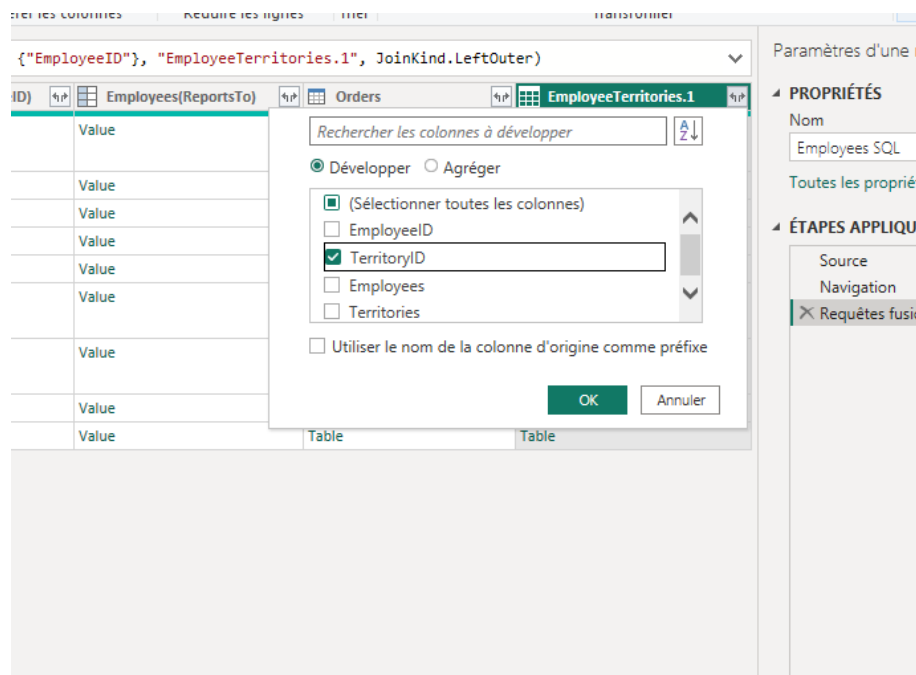 {"EmployeeID"}, "EmployeeTerritories.1", JoinKind.LeftOuter)
ID)
Employees(ReportsTo)
Orders
EmployeeTerritories.1
Value
Value
Value
Value
Value
Value
Value
Value
Value
Table
Table
Rechercher les colonnes à développer
A
Z
Développer
Agréger
(Sélectionner toutes les colonnes)
EmployeeID
TerritoryID
Employees
Territories
Utiliser le nom de la colonne d'origine comme préfixe
OK
Annuler
Paramètres d'une
PROPRIÉTÉS
Nom
Employees SQL
Toutes les proprié
ÉTAPES APPLIQU
Source
Navigation
Requêtes fusi